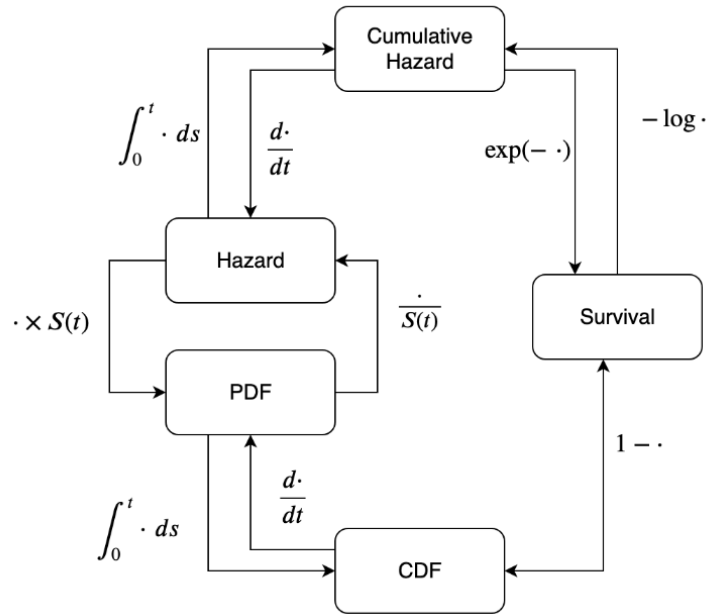 Cumulative
Hazard
∫₀ᵗ · ds
d·/dt
exp(− ·)
− log ·
Hazard
Survival
· × S(t)
·/S(t)
PDF
1 − ·
∫₀ᵗ · ds
d·/dt
CDF